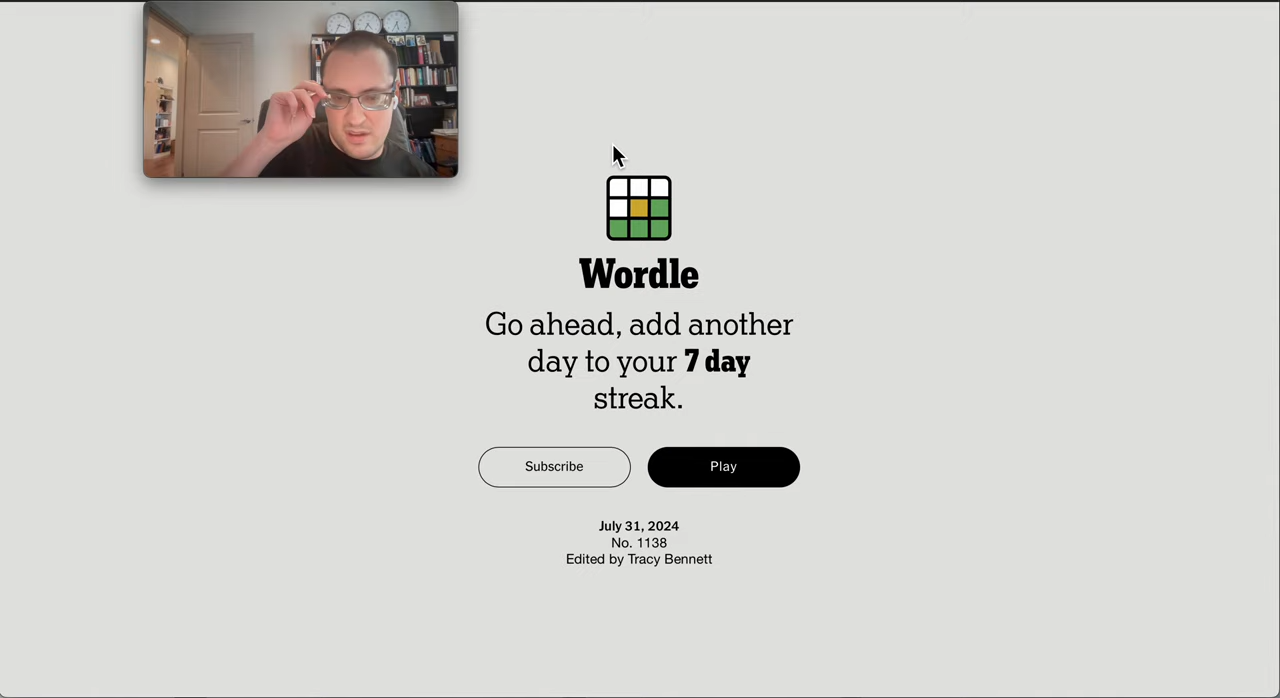 Wordle
Go ahead, add another
day to your 7 day
streak.
Subscribe
Play
July 31, 2024
No. 1138
Edited by Tracy Bennett